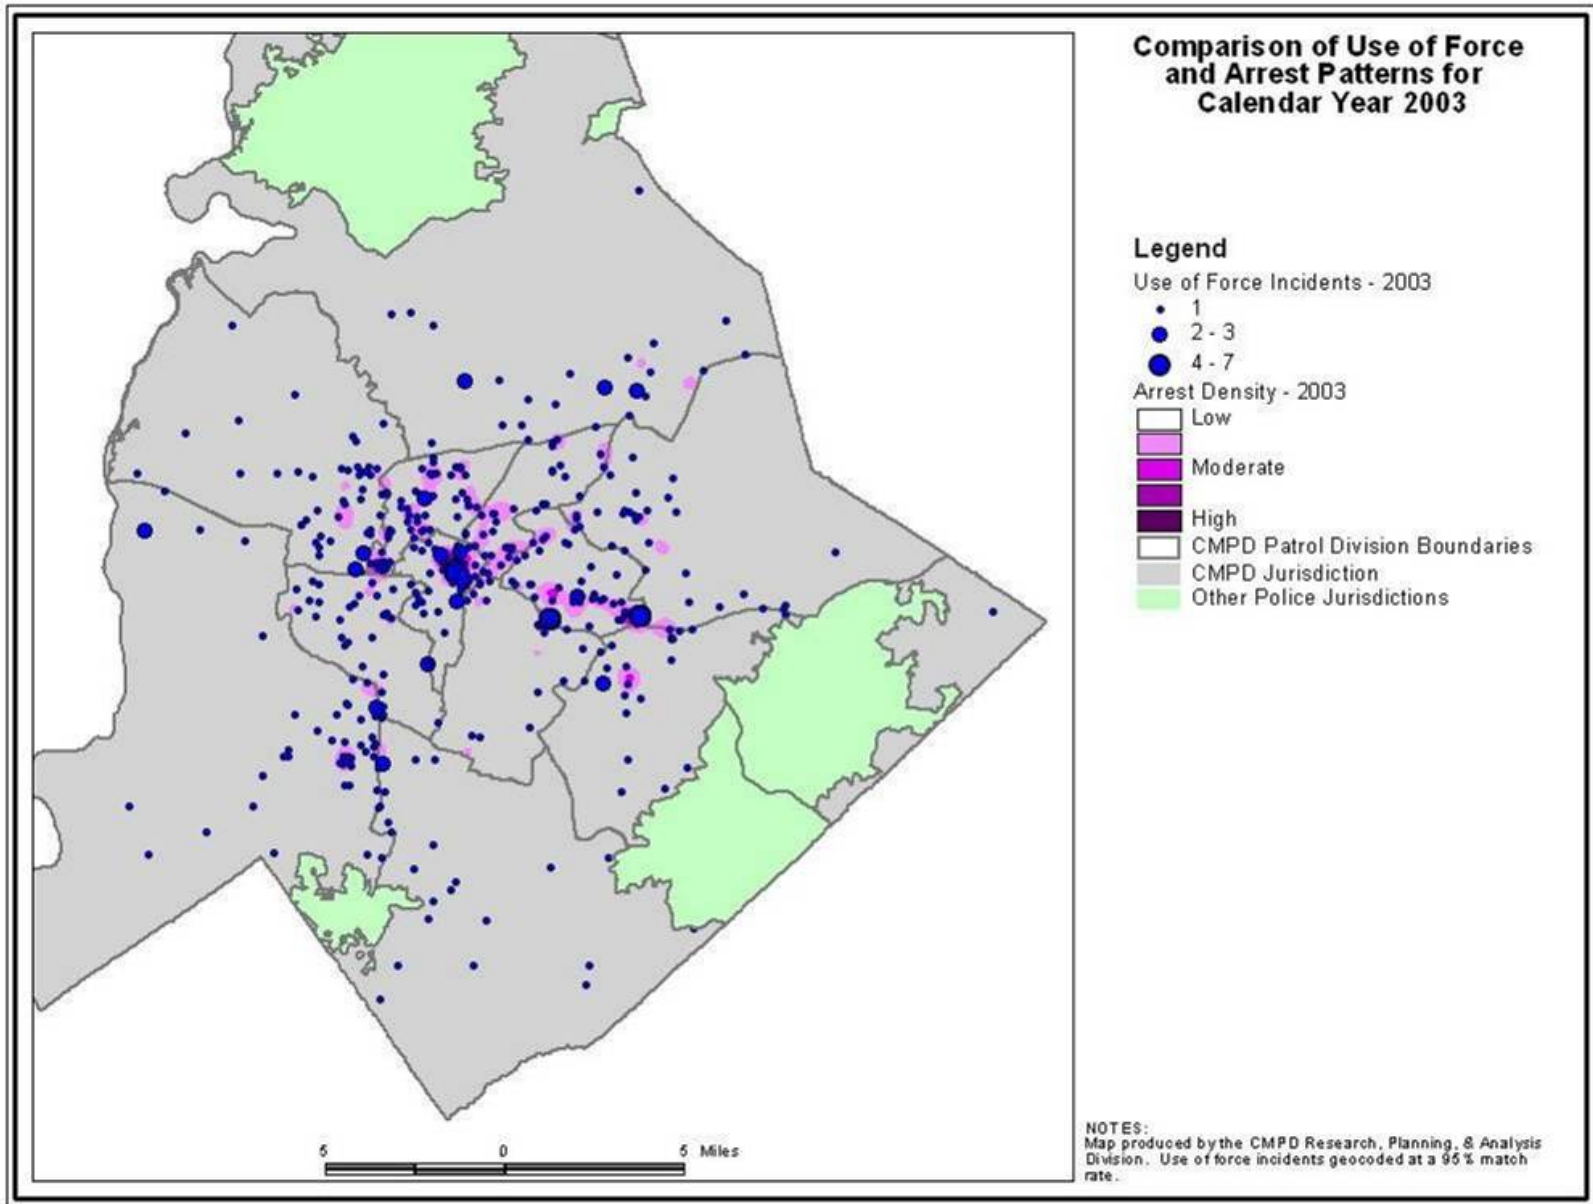 Comparison of Use of Force
and Arrest Patterns for
Calendar Year 2003
Legend
Use of Force Incidents - 2003
1
2 - 3
4 - 7
Arrest Density - 2003
Low
Moderate
High
CMPD Patrol Division Boundaries
CMPD Jurisdiction
Other Police Jurisdictions
5 0 5 Miles
NOTES:
Map produced by the CMPD Research, Planning, & Analysis
Division. Use of force incidents geocoded at a 95% match
rate.